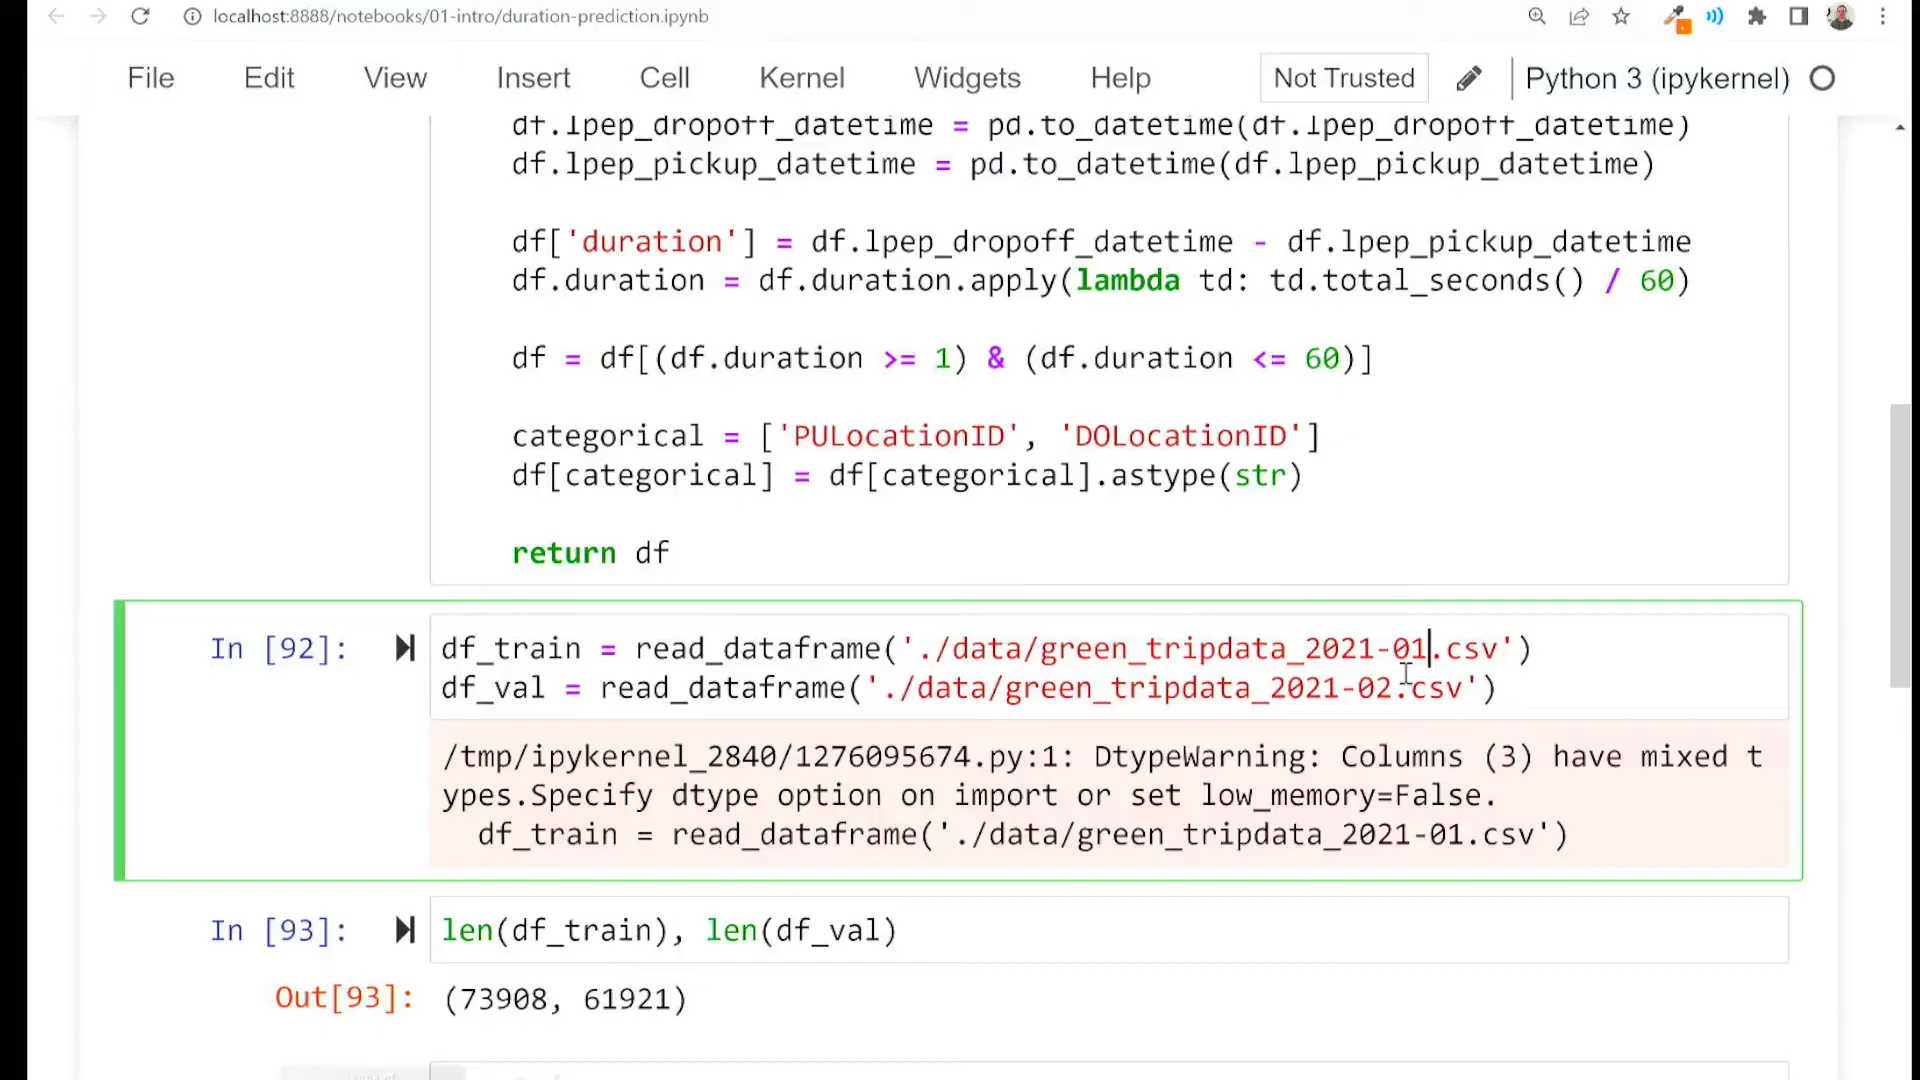 localhost:8888/notebooks/01-intro/duration-prediction.ipynb
File Edit View Insert Cell Kernel Widgets Help Not Trusted Python 3 (ipykernel)
df.lpep_dropoff_datetime = pd.to_datetime(df.lpep_dropoff_datetime)
df.lpep_pickup_datetime = pd.to_datetime(df.lpep_pickup_datetime)
df['duration'] = df.lpep_dropoff_datetime - df.lpep_pickup_datetime
df.duration = df.duration.apply(lambda td: td.total_seconds() / 60)
df = df[(df.duration >= 1) & (df.duration <= 60)]
categorical = ['PULocationID', 'DOLocationID']
df[categorical] = df[categorical].astype(str)
return df
In [92]: df_train = read_dataframe('./data/green_tripdata_2021-01.csv')
df_val = read_dataframe('./data/green_tripdata_2021-02.csv')
/tmp/ipykernel_2840/1276095674.py:1: DtypeWarning: Columns (3) have mixed t
ypes.Specify dtype option on import or set low_memory=False.
df_train = read_dataframe('./data/green_tripdata_2021-01.csv')
In [93]: len(df_train), len(df_val)
Out[93]: (73908, 61921)